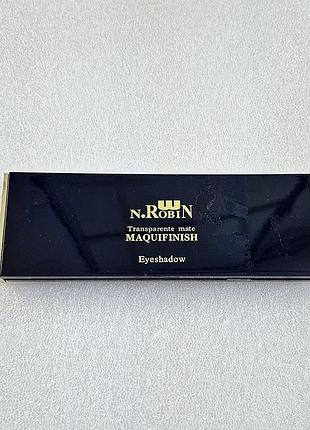 N.ROBIN
Transparente mate
MAQUIFINISH
Eyeshadow